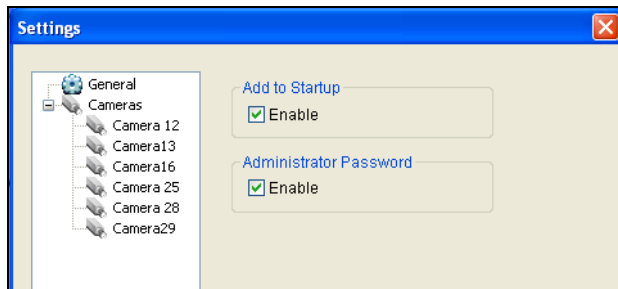 Settings
General
Cameras
Camera 12
Camera13
Camera16
Camera 25
Camera 28
Camera29
Add to Startup
Enable
Administrator Password
Enable